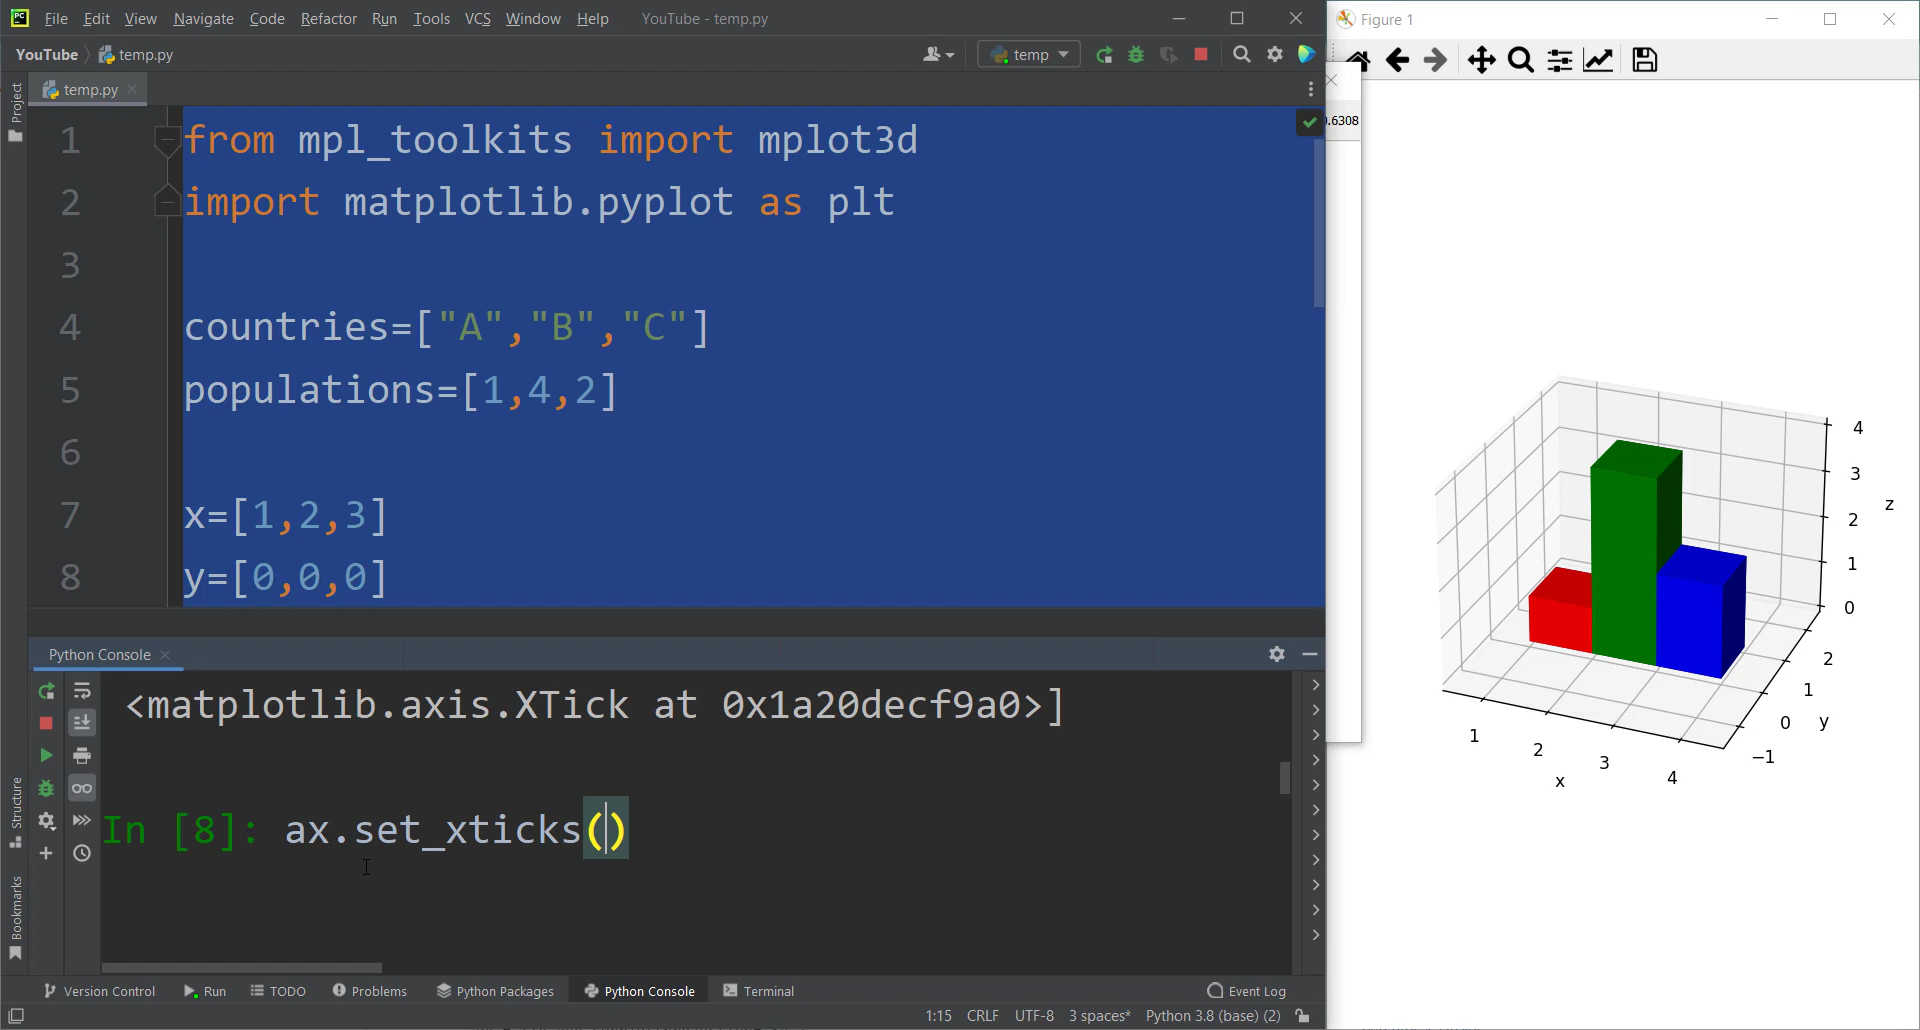 File Edit View Navigate Code Refactor Run Tools VCS Window Help YouTube - temp.py
YouTube temp.py temp
temp.py
Project
1 from mpl_toolkits import mplot3d
2 import matplotlib.pyplot as plt
3
4 countries=["A","B","C"]
5 populations=[1,4,2]
6
7 x=[1,2,3]
8 y=[0,0,0]
Python Console
<matplotlib.axis.XTick at 0x1a20decf9a0>]
In [8]: ax.set_xticks()
Structure
Bookmarks
Version Control Run TODO Problems Python Packages Python Console Terminal Event Log
1:15 CRLF UTF-8 3 spaces* Python 3.8 (base) (2)
Figure 1
.6308
4
3
z
2
1
0
2
1
0
y
-1
1
2
3
4
x